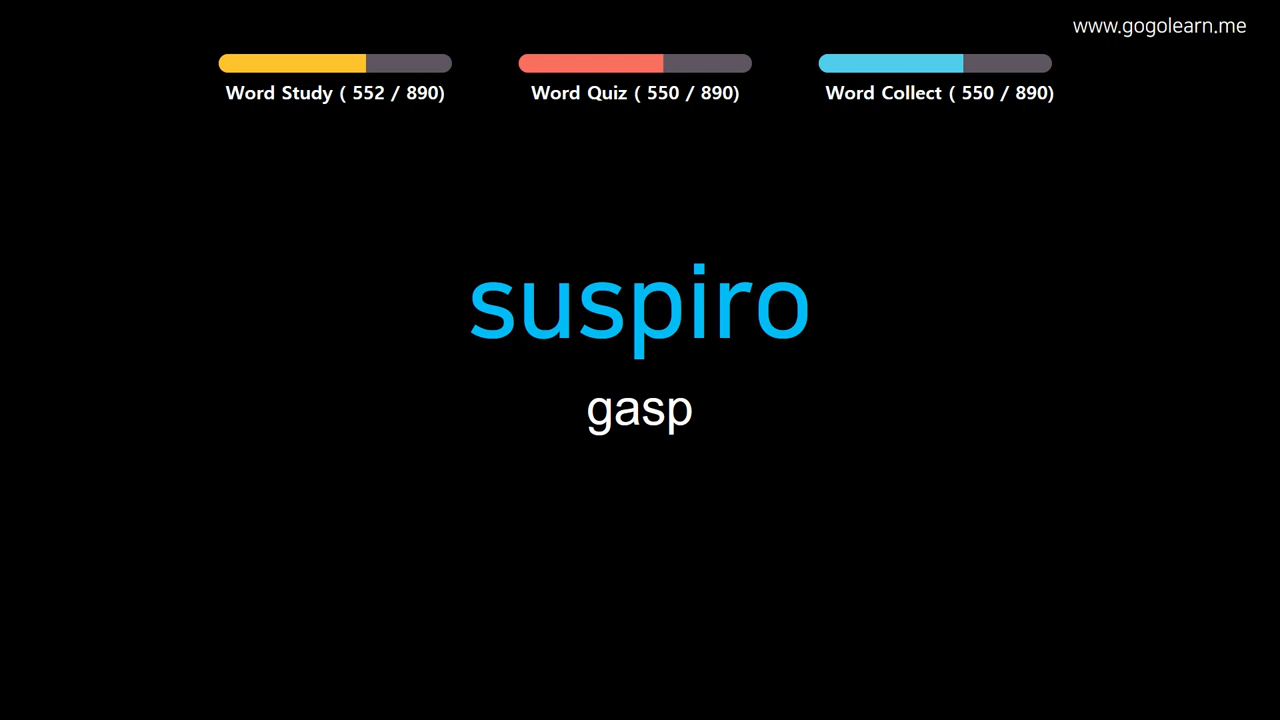 www.gogolearn.me
Word Study ( 552 / 890)
Word Quiz ( 550 / 890)
Word Collect ( 550 / 890)
suspiro
gasp